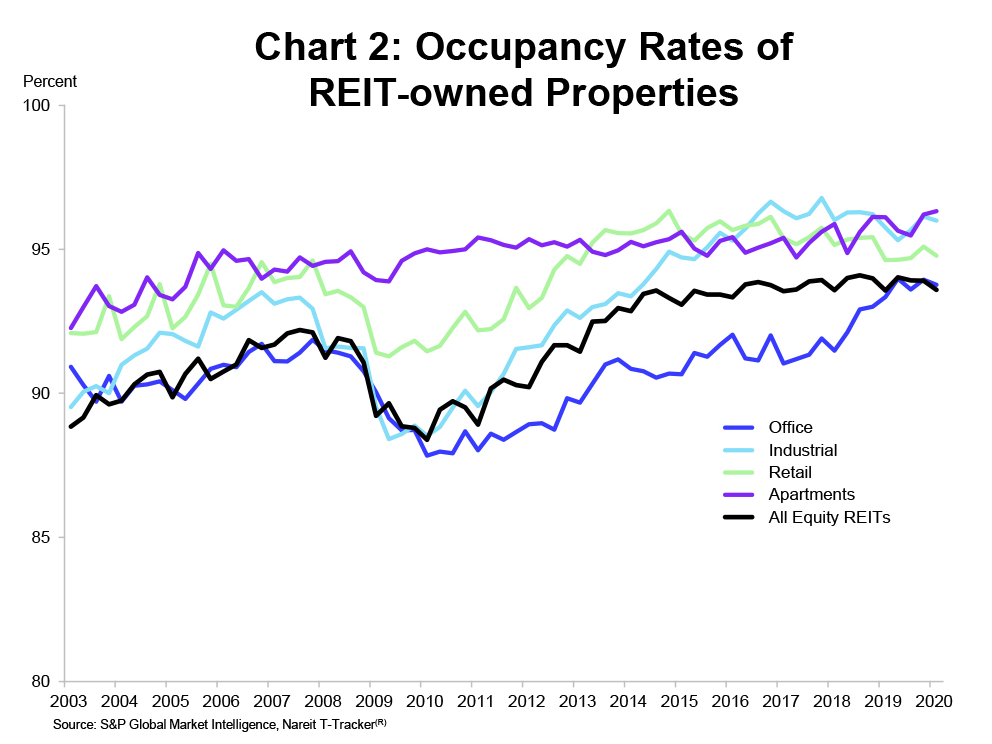 Chart 2: Occupancy Rates of
REIT-owned Properties
Percent
100
95
90
85
80
Office
Industrial
Retail
Apartments
All Equity REITs
2003 2004 2005 2006 2007 2008 2009 2010 2011 2012 2013 2014 2015 2016 2017 2018 2019 2020
Source: S&P Global Market Intelligence, Nareit T-Tracker(R)